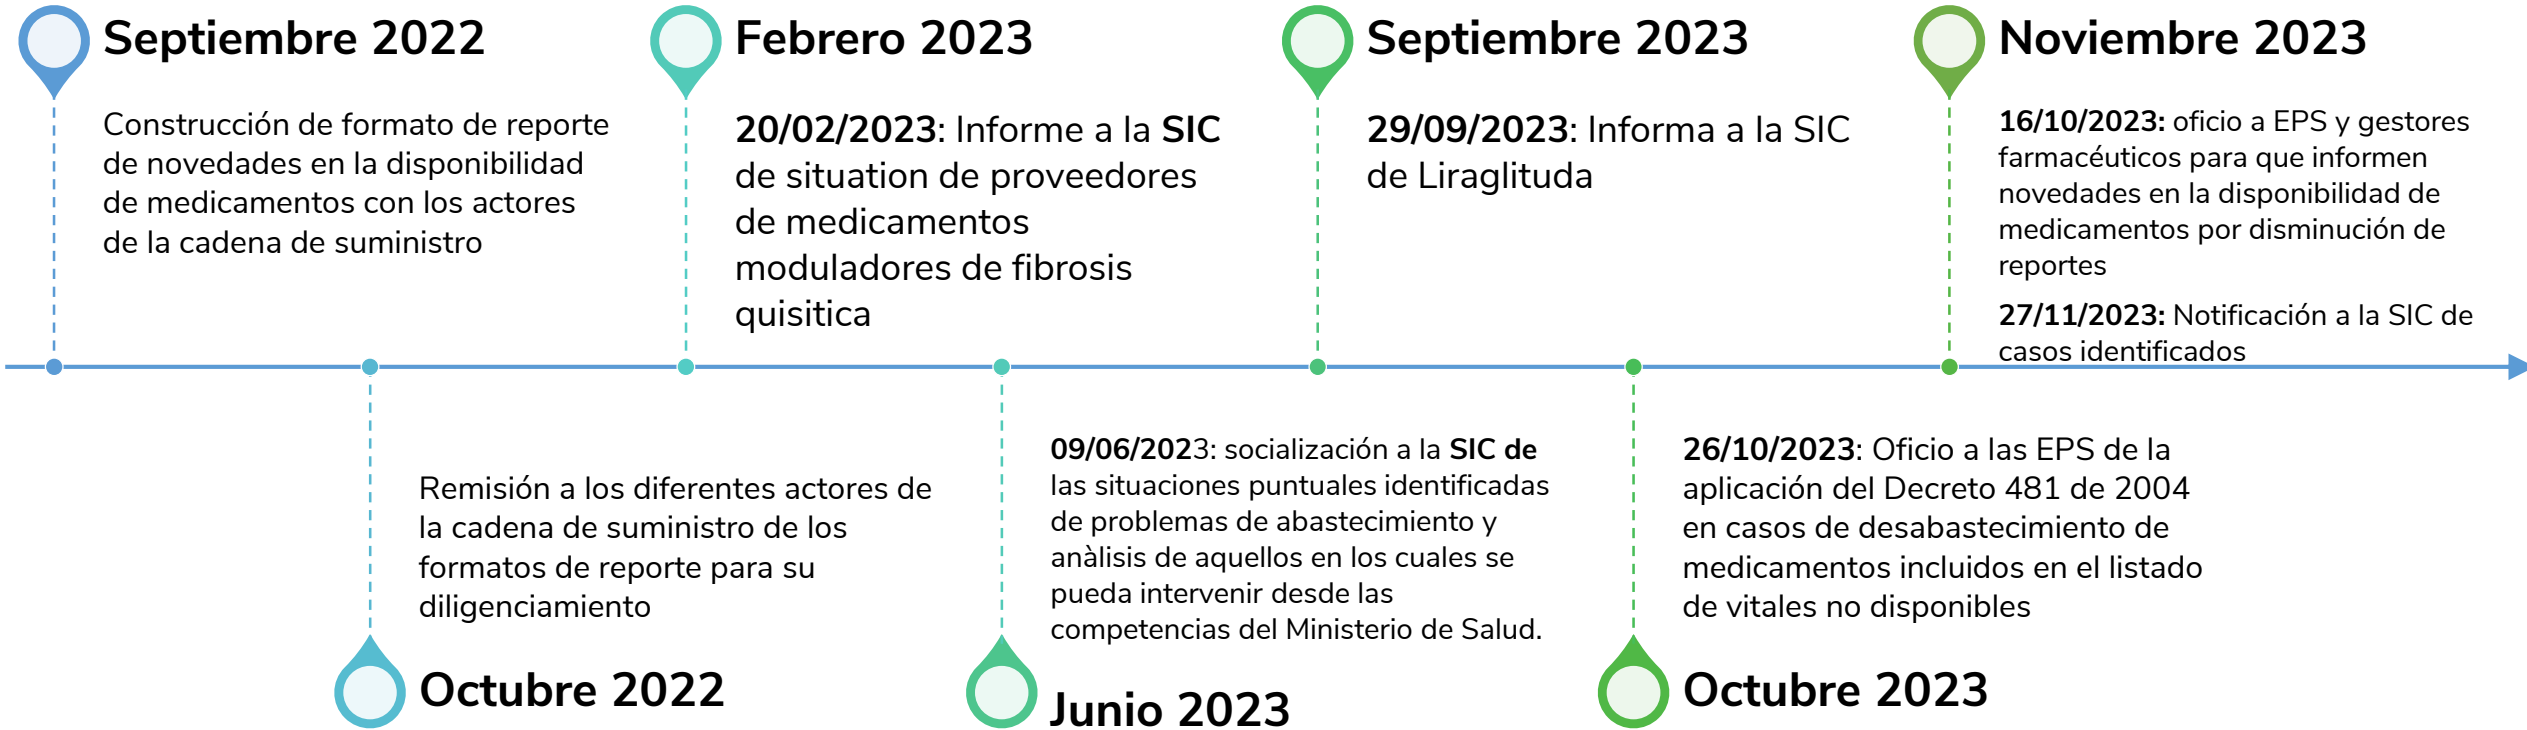 Septiembre 2022
Construcción de formato de reporte
de novedades en la disponibilidad
de medicamentos con los actores
de la cadena de suministro
Remisión a los diferentes actores de
la cadena de suministro de los
formatos de reporte para su
diligenciamiento
Octubre 2022
Febrero 2023
20/02/2023: Informe a la SIC
de situation de proveedores
de medicamentos
moduladores de fibrosis
quisitica
09/06/2023: socialización a la SIC de
las situaciones puntuales identificadas
de problemas de abastecimiento y
anàlisis de aquellos en los cuales se
pueda intervenir desde las
competencias del Ministerio de Salud.
Junio 2023
Septiembre 2023
29/09/2023: Informa a la SIC
de Liraglituda
26/10/2023: Oficio a las EPS de la
aplicación del Decreto 481 de 2004
en casos de desabastecimiento de
medicamentos incluidos en el listado
de vitales no disponibles
Octubre 2023
Noviembre 2023
16/10/2023: oficio a EPS y gestores
farmacéuticos para que informen
novedades en la disponibilidad de
medicamentos por disminución de
reportes
27/11/2023: Notificación a la SIC de
casos identificados